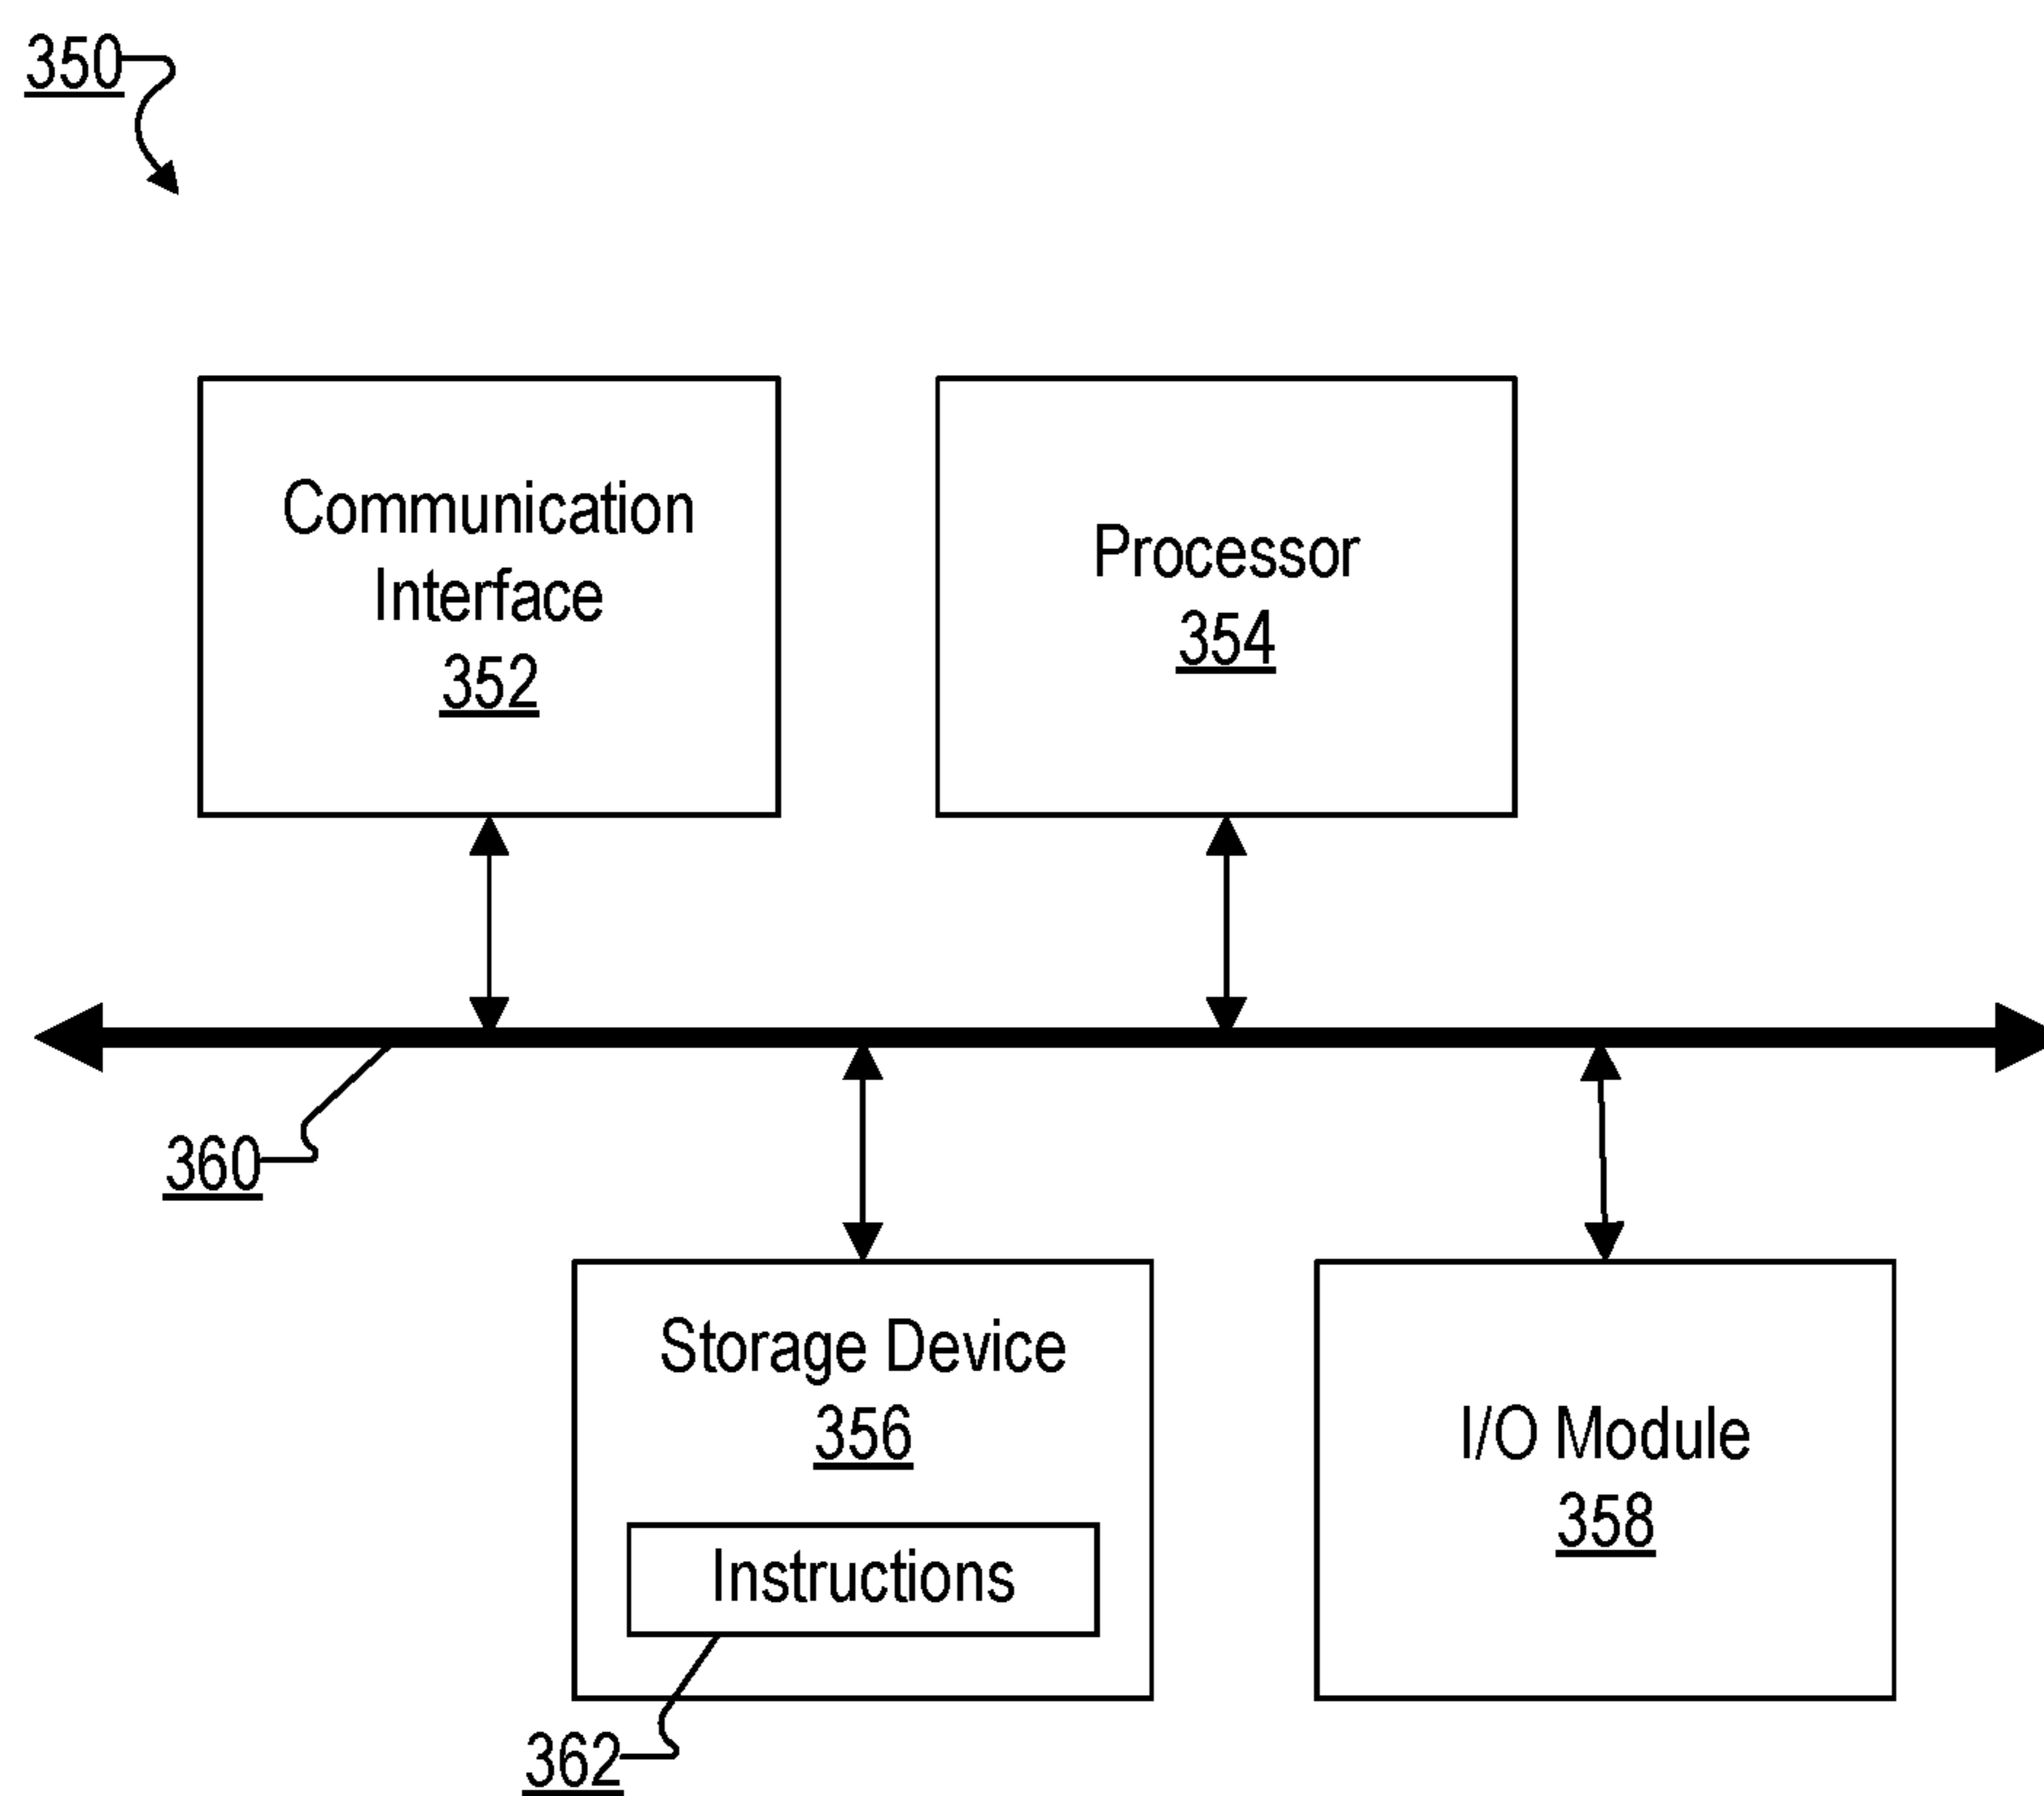 350
Communication
Interface
352
Processor
354
360
Storage Device
356
Instructions
I/O Module
358
362